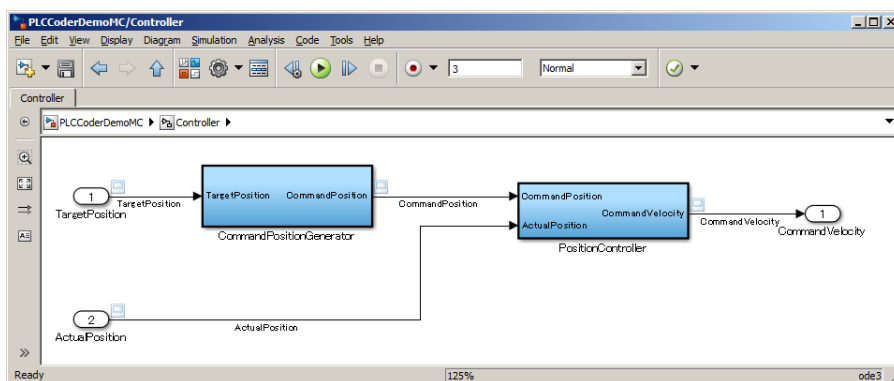 PLCCoderDemoMC/Controller
File Edit View Display Diagram Simulation Analysis Code Tools Help
3 Normal
Controller
PLCCoderDemoMC Controller
1
TargetPosition
TargetPosition
TargetPosition CommandPosition
CommandPositionGenerator
CommandPosition
CommandPosition
ActualPosition
CommandVelocity
PositionController
CommandVelocity
1
CommandVelocity
2
ActualPosition
ActualPosition
Ready 125% ode3